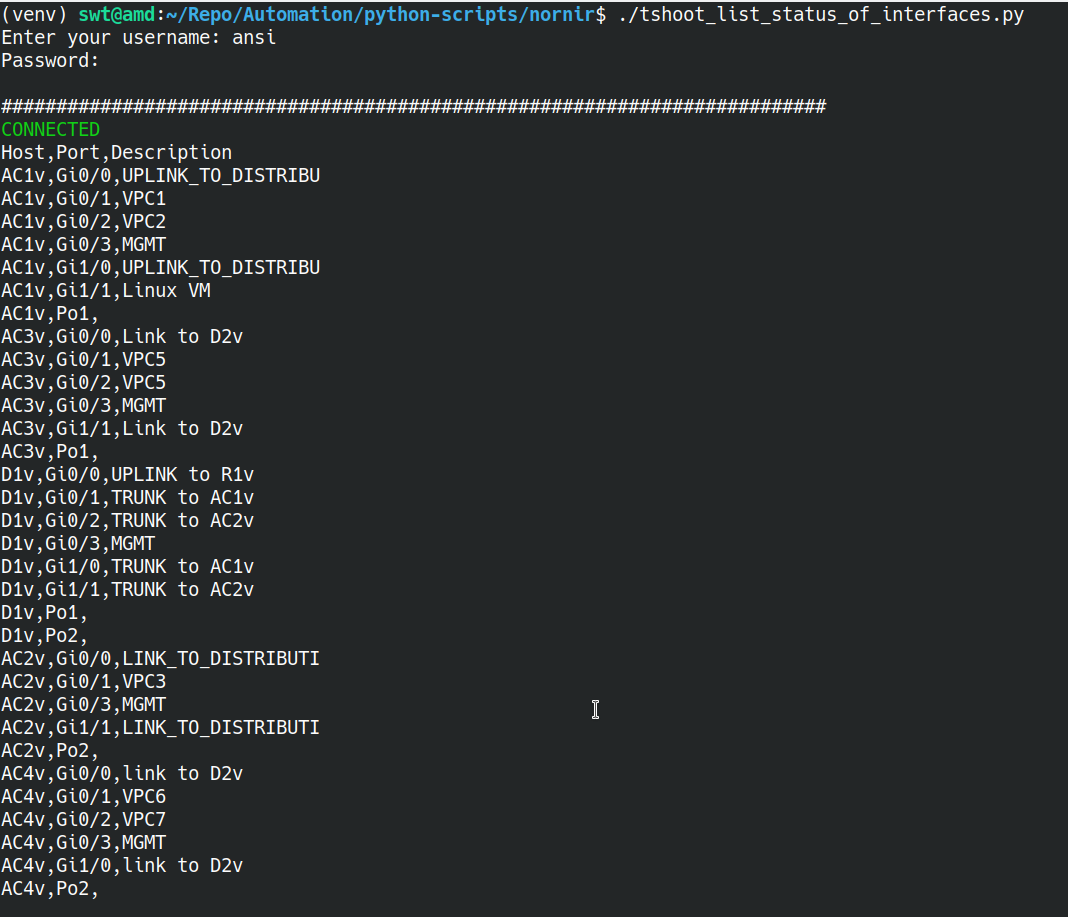 (venv) swt@amd:~/Repo/Automation/python-scripts/nornir$ ./tshoot_list_status_of_interfaces.py
Enter your username: ansi
Password:
###########################################################################
CONNECTED
Host,Port,Description
AC1v,Gi0/0,UPLINK_TO_DISTRIBU
AC1v,Gi0/1,VPC1
AC1v,Gi0/2,VPC2
AC1v,Gi0/3,MGMT
AC1v,Gi1/0,UPLINK_TO_DISTRIBU
AC1v,Gi1/1,Linux VM
AC1v,Po1,
AC3v,Gi0/0,Link to D2v
AC3v,Gi0/1,VPC5
AC3v,Gi0/2,VPC5
AC3v,Gi0/3,MGMT
AC3v,Gi1/1,Link to D2v
AC3v,Po1,
D1v,Gi0/0,UPLINK to R1v
D1v,Gi0/1,TRUNK to AC1v
D1v,Gi0/2,TRUNK to AC2v
D1v,Gi0/3,MGMT
D1v,Gi1/0,TRUNK to AC1v
D1v,Gi1/1,TRUNK to AC2v
D1v,Po1,
D1v,Po2,
AC2v,Gi0/0,LINK_TO_DISTRIBUTI
AC2v,Gi0/1,VPC3
AC2v,Gi0/3,MGMT
AC2v,Gi1/1,LINK_TO_DISTRIBUTI
AC2v,Po2,
AC4v,Gi0/0,link to D2v
AC4v,Gi0/1,VPC6
AC4v,Gi0/2,VPC7
AC4v,Gi0/3,MGMT
AC4v,Gi1/0,link to D2v
AC4v,Po2,